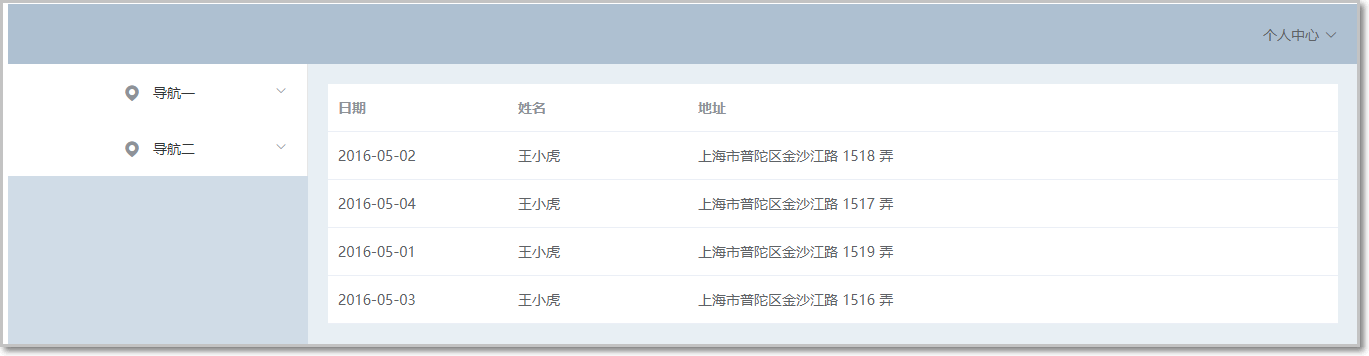 个人中心
导航一
导航二
日期 姓名 地址
2016-05-02 王小虎 上海市普陀区金沙江路 1518 弄
2016-05-04 王小虎 上海市普陀区金沙江路 1517 弄
2016-05-01 王小虎 上海市普陀区金沙江路 1519 弄
2016-05-03 王小虎 上海市普陀区金沙江路 1516 弄